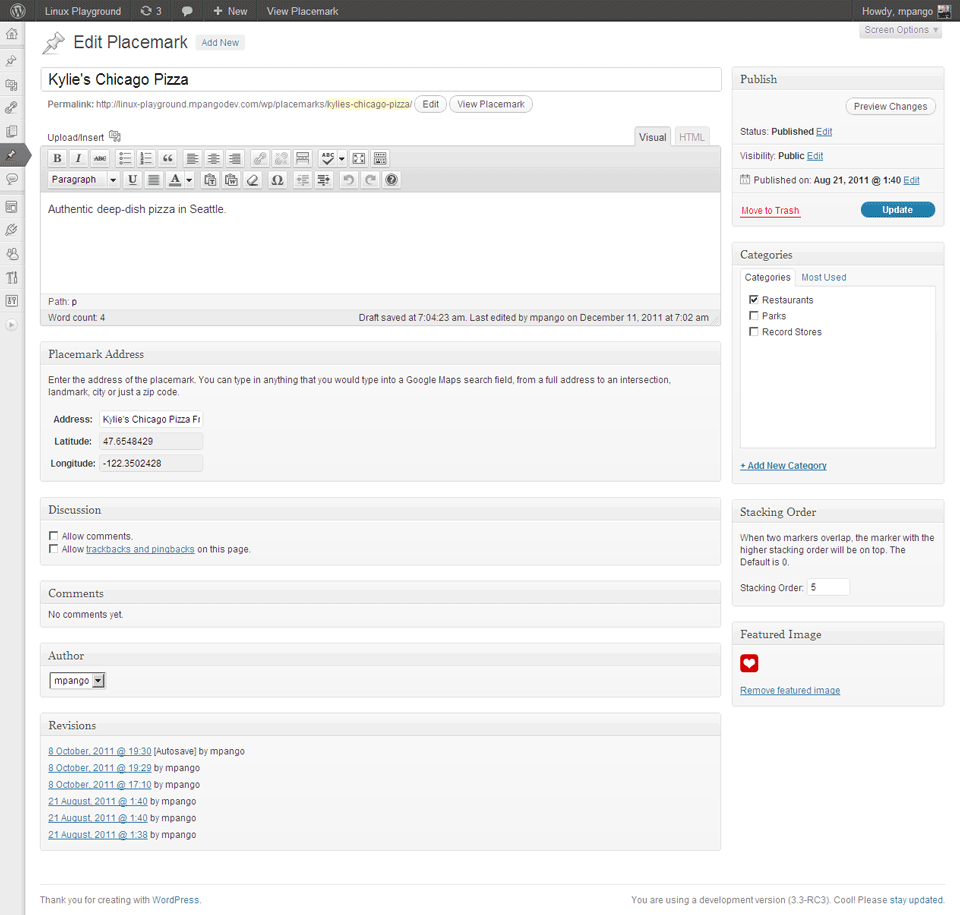 Linux Playground 3 + New View Placemark Howdy, mpango
Screen Options
Edit Placemark Add New
Kylie's Chicago Pizza
Permalink: http://linux-playground.mpangodev.com/wp/placemarks/kylies-chicago-pizza/ Edit View Placemark
Upload/Insert Visual HTML
B I ABC ABC
Paragraph U A Ω
Authentic deep-dish pizza in Seattle.
Path: p
Word count: 4 Draft saved at 7:04:23 am. Last edited by mpango on December 11, 2011 at 7:02 am
Placemark Address
Enter the address of the placemark. You can type in anything that you would type into a Google Maps search field, from a full address to an intersection,
landmark, city or just a zip code.
Address: Kylie's Chicago Pizza Fr
Latitude: 47.6548429
Longitude: -122.3502428
Discussion
Allow comments.
Allow trackbacks and pingbacks on this page.
Comments
No comments yet.
Author
mpango
Revisions
8 October, 2011 @ 19:30 [Autosave] by mpango
8 October, 2011 @ 19:29 by mpango
8 October, 2011 @ 17:10 by mpango
21 August, 2011 @ 1:40 by mpango
21 August, 2011 @ 1:40 by mpango
21 August, 2011 @ 1:38 by mpango
Publish
Preview Changes
Status: Published Edit
Visibility: Public Edit
Published on: Aug 21, 2011 @ 1:40 Edit
Move to Trash Update
Categories
Categories Most Used
Restaurants
Parks
Record Stores
+ Add New Category
Stacking Order
When two markers overlap, the marker with the
higher stacking order will be on top. The
Default is 0.
Stacking Order: 5
Featured Image
Remove featured image
Thank you for creating with WordPress. You are using a development version (3.3-RC3). Cool! Please stay updated.